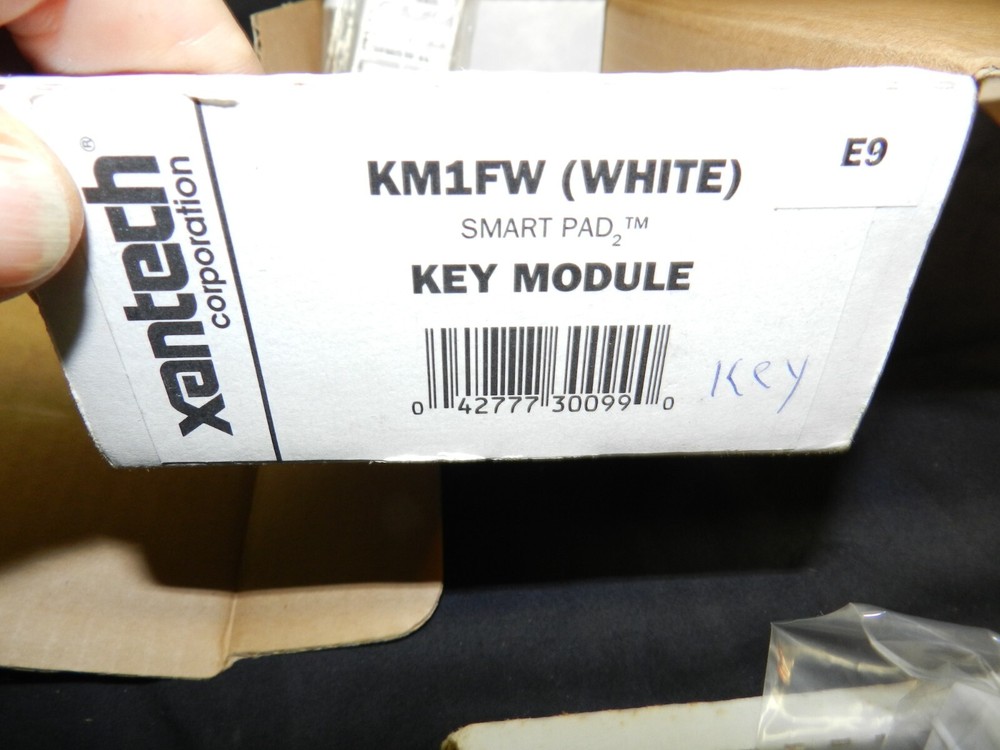 xantech®
corporation
KM1FW (WHITE)
E9
SMART PAD2™
KEY MODULE
0 42777 30099 0
Key